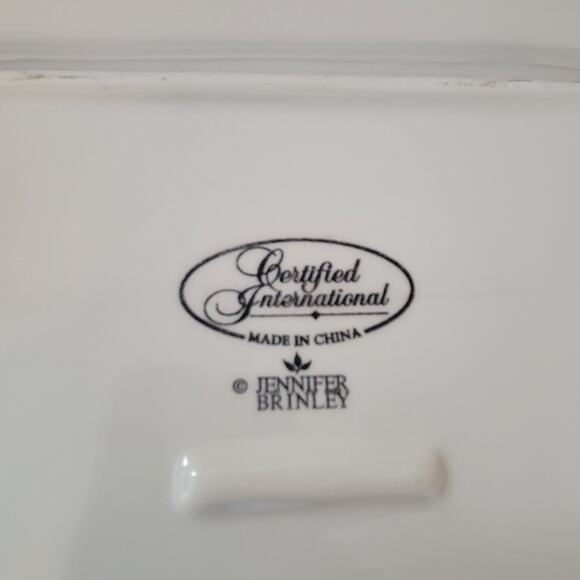 Certified
International
MADE IN CHINA
© JENNIFER
BRINLEY